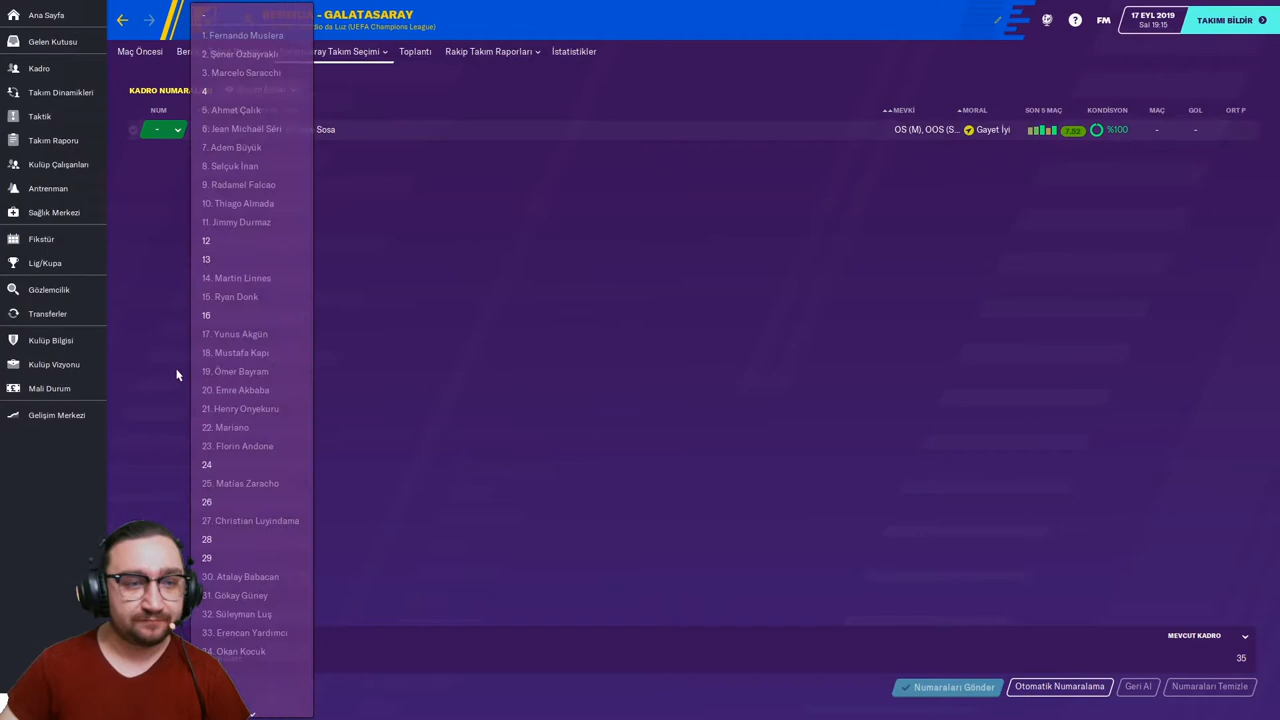 - GALATASARAY
17 EYL 2019
Sal 19:15
TAKIMI BİLDİR
FM
Ana Sayfa
Gelen Kutusu
Kadro
Takım Dinamikleri
Taktik
Takım Raporu
Kulüp Çalışanları
Antrenman
Sağlık Merkezi
Fikstür
Lig/Kupa
Gözlemcilik
Transferler
Kulüp Bilgisi
Kulüp Vizyonu
Mali Durum
Gelişim Merkezi
da Luz (UEFA Champions League)
Maç Öncesi
Takım Seçimi
Toplantı
Rakip Takım Raporları
İstatistikler
KADRO
NUM
MEVKİ
MORAL
SON 5 MAÇ
KONDİSYON
MAÇ
GOL
ORT P
-
Sosa
OS (M), OOS (S...
Gayet İyi
7.52
%100
-
-
-
1. Fernando Muslera
2. Şener Özbayraklı
3. Marcelo Saracchi
4
5. Ahmet Çalık
6. Jean Michaël Séri
7. Adem Büyük
8. Selçuk İnan
9. Radamel Falcao
10. Thiago Almada
11. Jimmy Durmaz
12
13
14. Martin Linnes
15. Ryan Donk
16
17. Yunus Akgün
18. Mustafa Kapı
19. Ömer Bayram
20. Emre Akbaba
21. Henry Onyekuru
22. Mariano
23. Florin Andone
24
25. Matías Zaracho
26
27. Christian Luyindama
28
29
30. Atalay Babacan
31. Gökay Güney
32. Süleyman Luş
33. Erencan Yardımcı
34. Okan Kocuk
MEVCUT KADRO
35
Numaraları Gönder
Otomatik Numaralama
Geri Al
Numaraları Temizle